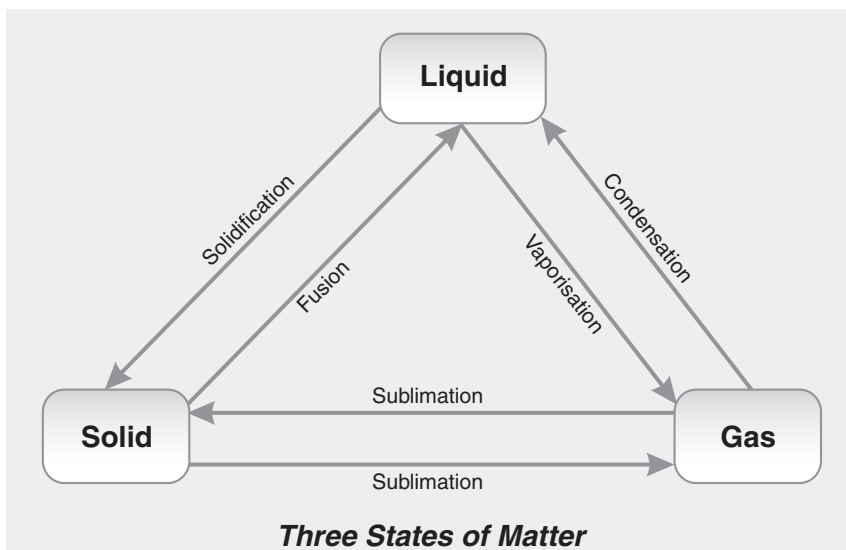 Liquid
Solidification
Fusion
Vaporisation
Condensation
Sublimation
Solid
Gas
Sublimation
Three States of Matter